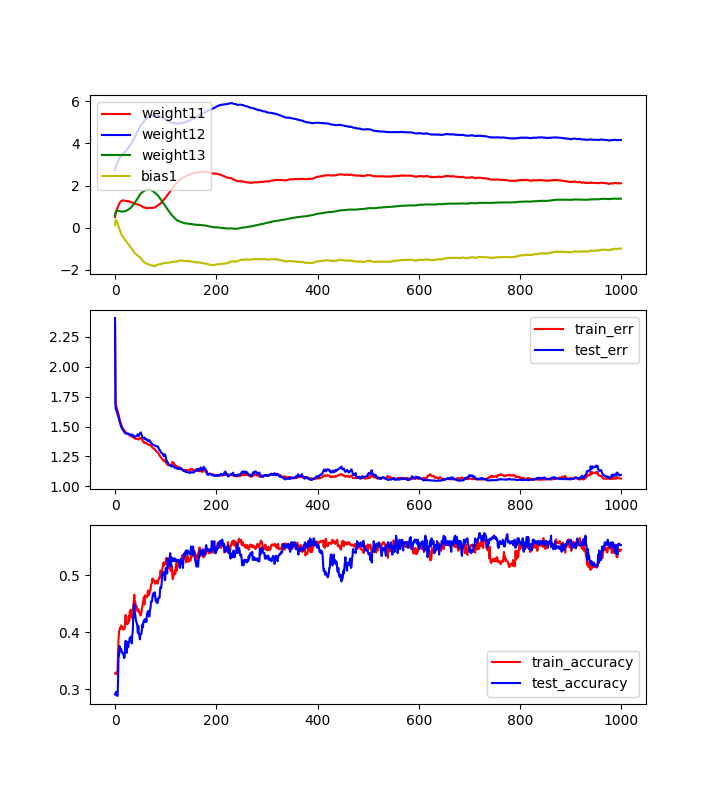 6
4
2
0
−2
weight11
weight12
weight13
bias1
0 200 400 600 800 1000
2.25
2.00
1.75
1.50
1.25
1.00
train_err
test_err
0 200 400 600 800 1000
0.5
0.4
0.3
train_accuracy
test_accuracy
0 200 400 600 800 1000